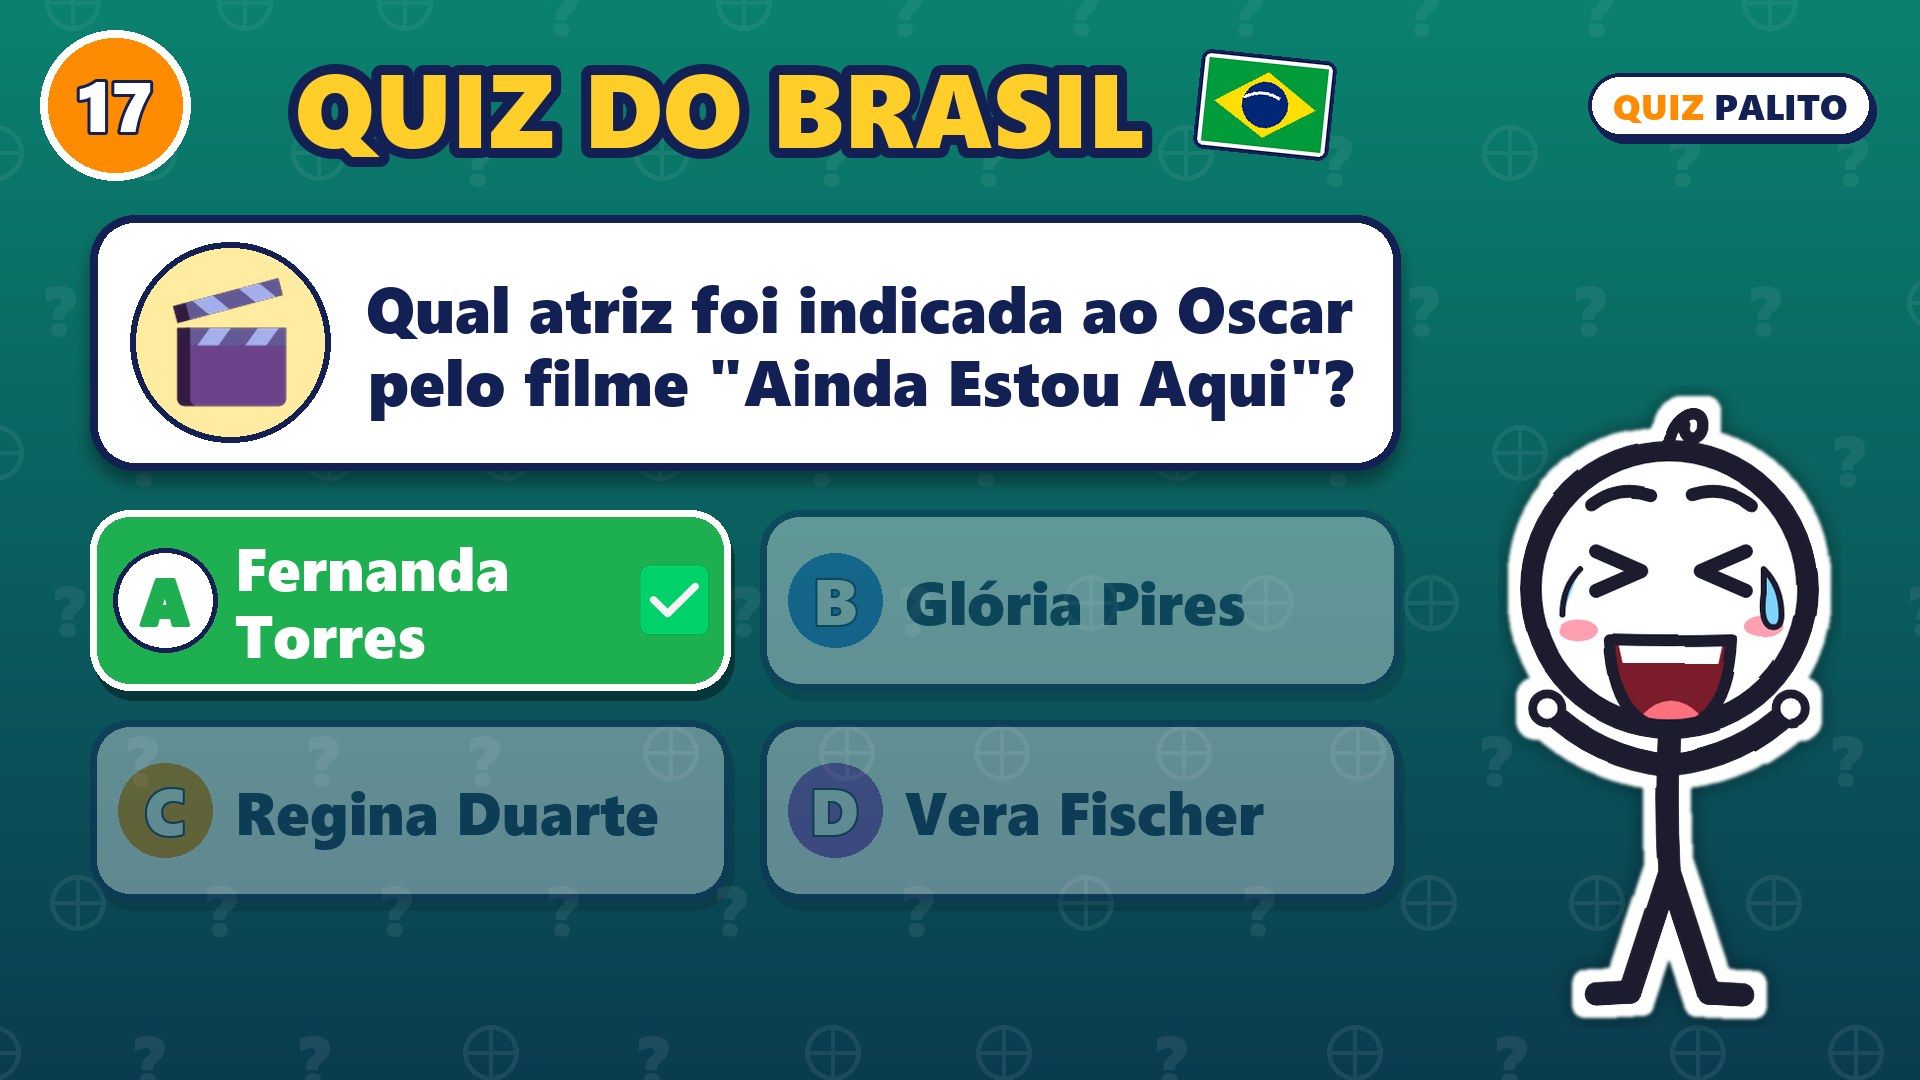 17
QUIZ DO BRASIL
QUIZ PALITO
Qual atriz foi indicada ao Oscar
pelo filme "Ainda Estou Aqui"?
A
Fernanda
Torres
B
Glória Pires
C
Regina Duarte
D
Vera Fischer